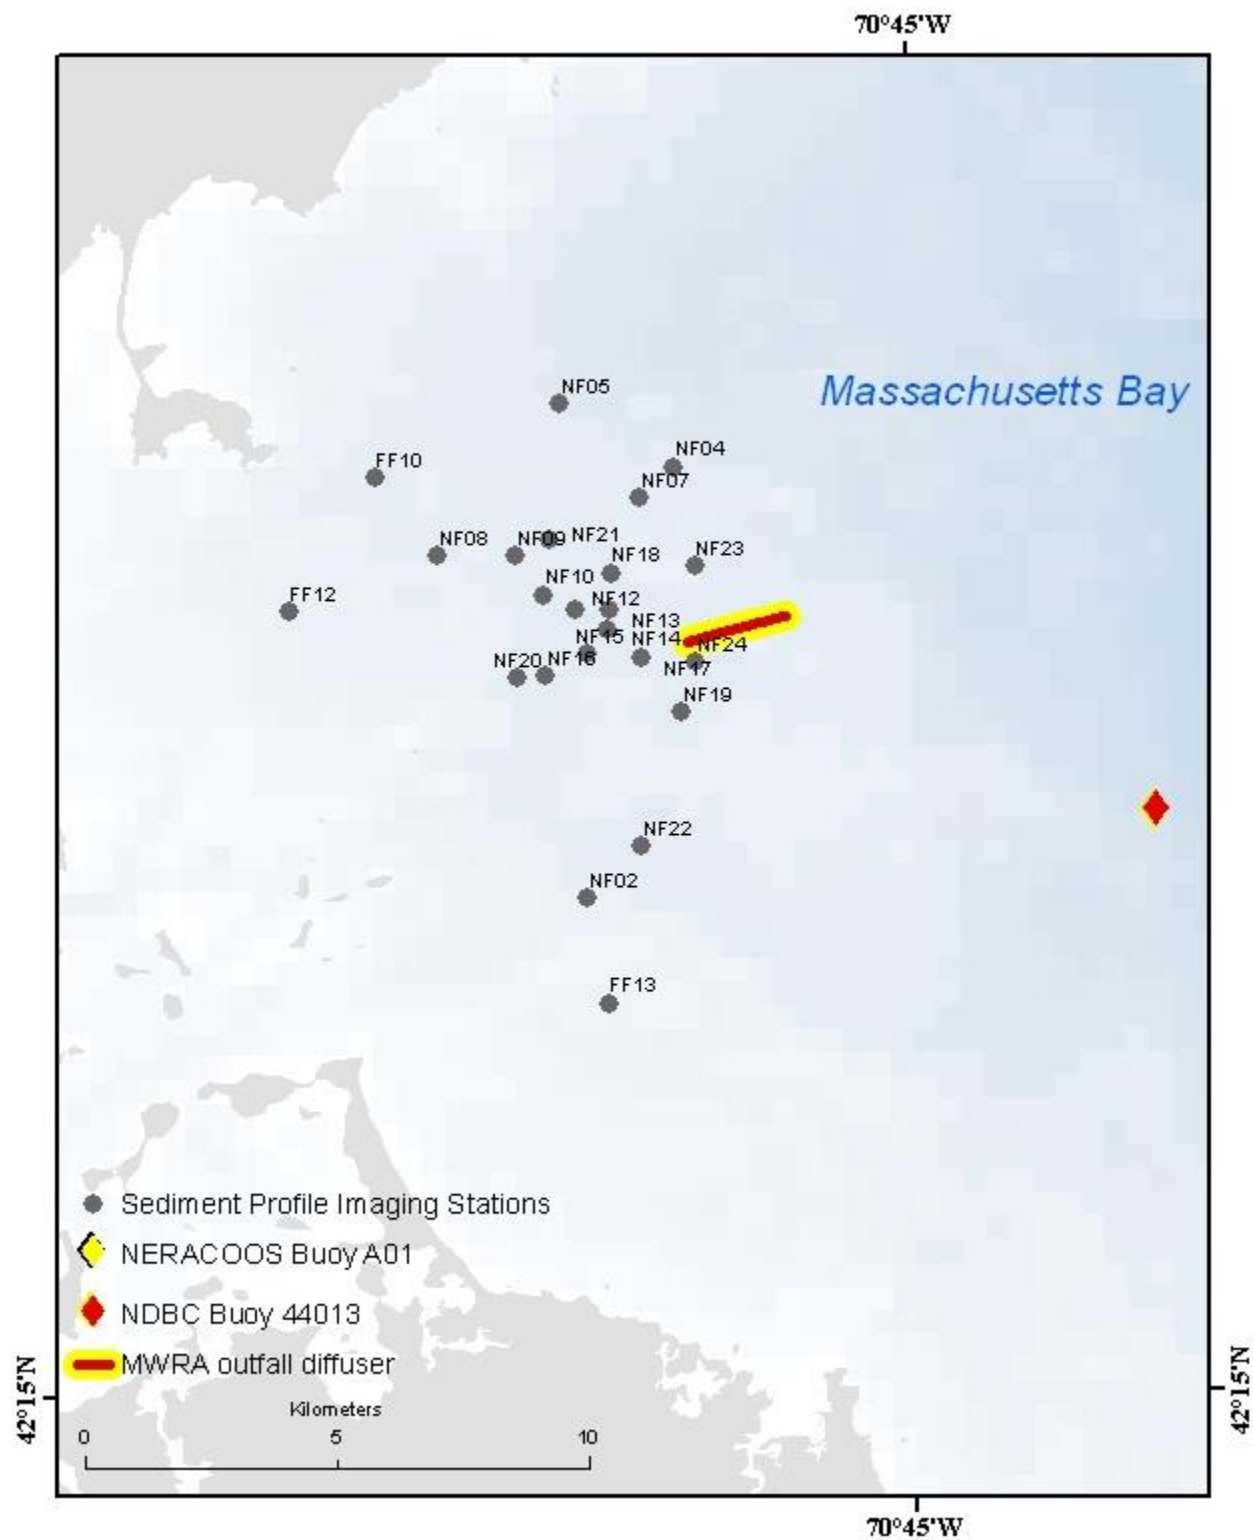 70°45'W
Massachusetts Bay
NF05
NF04
FF10
NF07
NF08
NF09
NF21
NF18
NF23
NF10
FF12
NF12
NF13
NF15
NF14
NF24
NF20
NF16
NF17
NF19
NF22
NF02
FF13
Sediment Profile Imaging Stations
NERACOOS Buoy A01
NDBC Buoy 44013
MWRA outfall diffuser
Kilometers
0 5 10
42°15'N
42°15'N
70°45'W